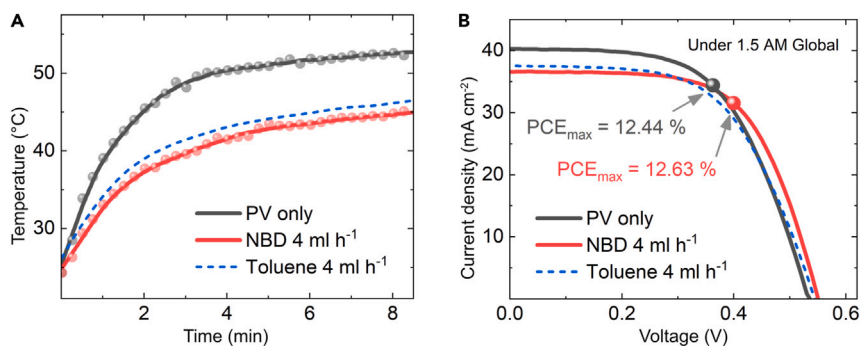 A
Temperature (°C)
50
40
30
PV only
NBD 4 ml h⁻¹
Toluene 4 ml h⁻¹
2
4
6
8
Time (min)
B
Current density (mA cm⁻²)
50
40
30
20
10
Under 1.5 AM Global
PCEmax = 12.44 %
PCEmax = 12.63 %
PV only
NBD 4 ml h⁻¹
Toluene 4 ml h⁻¹
0.0
0.2
0.4
0.6
Voltage (V)